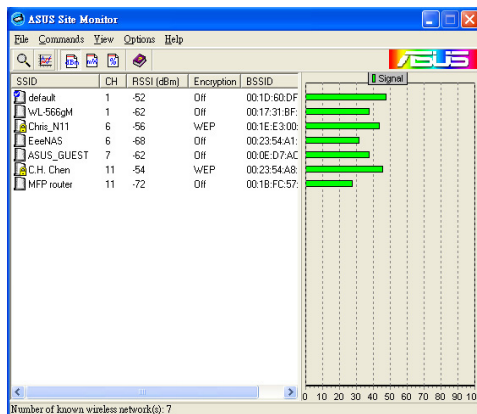 ASUS Site Monitor
File Commands View Options Help
dBm mW %
ASUS
SSID CH RSSI (dBm) Encryption BSSID Signal
default 1 -52 Off 00:1D:60:DF
WL-566gM 1 -62 Off 00:17:31:BF:
Chris_N11 6 -56 WEP 00:1E:E3:00:
EeeNAS 6 -68 Off 00:23:54:A1:
ASUS_GUEST 7 -62 Off 00:0E:D7:AC
C.H. Chen 11 -54 WEP 00:23:54:A8:
MFP router 11 -72 Off 00:1B:FC:57:
0 10 20 30 40 50 60 70 80 90 10
Number of known wireless network(s): 7